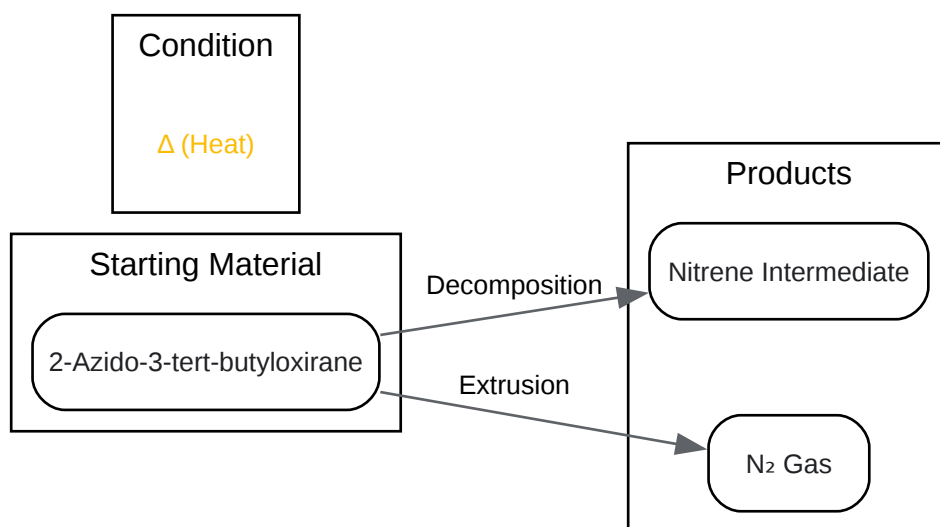 Condition
Δ (Heat)
Products
Starting Material
Nitrene Intermediate
Decomposition
2-Azido-3-tert-butyloxirane
Extrusion
N₂ Gas